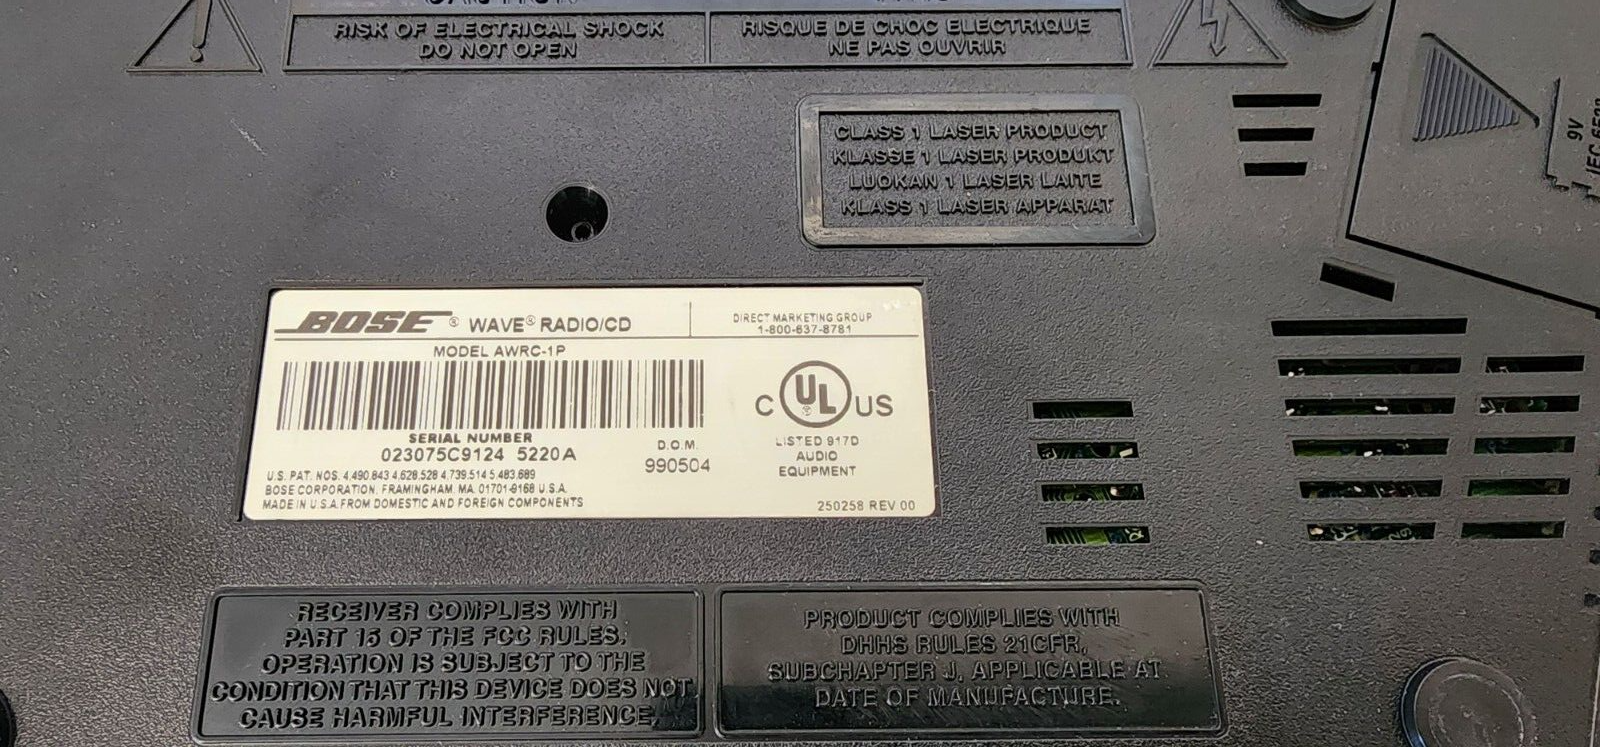 RISK OF ELECTRICAL SHOCK
DO NOT OPEN
RISQUE DE CHOC ELECTRIQUE
NE PAS OUVRIR
CLASS 1 LASER PRODUCT
KLASSE 1 LASER PRODUKT
LUOKAN 1 LASER LAITE
KLASS 1 LASER APPARAT
9V
IEC
BOSE® WAVE® RADIO/CD
DIRECT MARKETING GROUP
1-800-637-8781
MODEL AWRC-1P
SERIAL NUMBER
023075C9124 5220A
D.O.M.
990504
C UL US
LISTED 917D
AUDIO
EQUIPMENT
U.S. PAT. NOS. 4,490,843 4,628,528 4,739,514 5,483,689
BOSE CORPORATION, FRAMINGHAM, MA. 01701-9168 U.S.A.
MADE IN U.S.A. FROM DOMESTIC AND FOREIGN COMPONENTS
250258 REV 00
RECEIVER COMPLIES WITH
PART 15 OF THE FCC RULES.
OPERATION IS SUBJECT TO THE
CONDITION THAT THIS DEVICE DOES NOT
CAUSE HARMFUL INTERFERENCE.
PRODUCT COMPLIES WITH
DHHS RULES 21CFR,
SUBCHAPTER J, APPLICABLE AT
DATE OF MANUFACTURE.